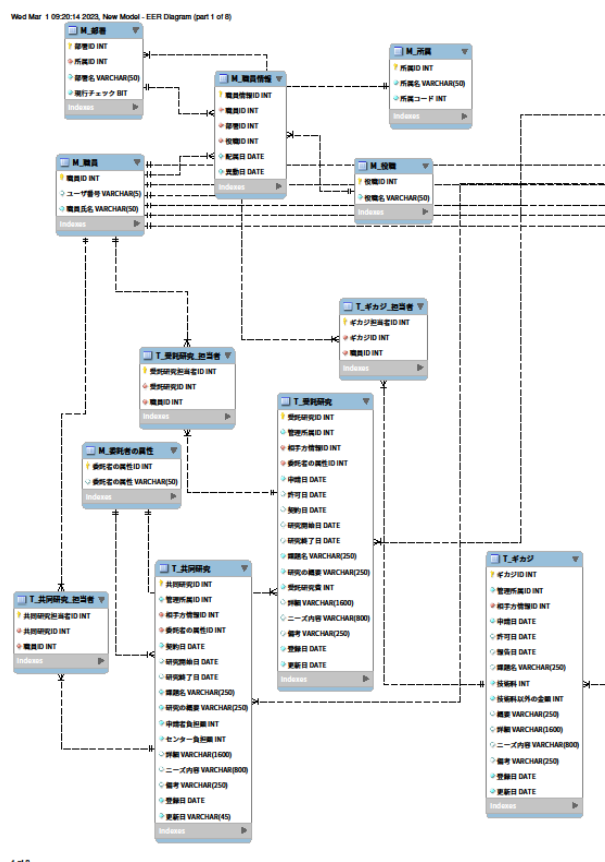 Wed Mar 1 09:20:14 2023, New Model - EER Diagram (part 1 of 8)
M_部署
部署ID INT
所属ID INT
部署名 VARCHAR(50)
現行チェック BIT
Indexes
M_職員情報
職員情報ID INT
職員ID INT
部署ID INT
役職ID INT
配属日 DATE
異動日 DATE
Indexes
M_所属
所属ID INT
所属名 VARCHAR(50)
所属コード INT
Indexes
M_職員
職員ID INT
ユーザ番号 VARCHAR(5)
職員氏名 VARCHAR(50)
Indexes
M_役職
役職ID INT
役職名 VARCHAR(50)
Indexes
T_ギカジ_担当者
ギカジ担当者ID INT
ギカジID INT
職員ID INT
Indexes
T_受託研究_担当者
受託研究担当者ID INT
受託研究ID INT
職員ID INT
Indexes
T_受託研究
受託研究ID INT
管理所属ID INT
相手方情報ID INT
委託者の属性ID INT
申請日 DATE
許可日 DATE
契約日 DATE
研究開始日 DATE
研究終了日 DATE
課題名 VARCHAR(250)
研究の概要 VARCHAR(250)
受託研究費 INT
詳細 VARCHAR(1600)
ニーズ内容 VARCHAR(800)
備考 VARCHAR(250)
登録日 DATE
更新日 DATE
Indexes
M_委託者の属性
委託者の属性ID INT
委託者の属性 VARCHAR(50)
Indexes
T_共同研究_担当者
共同研究担当者ID INT
共同研究ID INT
職員ID INT
Indexes
T_共同研究
共同研究ID INT
管理所属ID INT
相手方情報ID INT
委託者の属性ID INT
契約日 DATE
研究開始日 DATE
研究終了日 DATE
課題名 VARCHAR(250)
研究の概要 VARCHAR(250)
申請者負担額 INT
センター負担額 INT
詳細 VARCHAR(1600)
ニーズ内容 VARCHAR(800)
備考 VARCHAR(250)
登録日 DATE
更新日 VARCHAR(45)
Indexes
T_ギカジ
ギカジID INT
管理所属ID INT
相手方情報ID INT
申請日 DATE
許可日 DATE
報告日 DATE
課題名 VARCHAR(250)
技術料 INT
技術料以外の金額 INT
概要 VARCHAR(250)
詳細 VARCHAR(1600)
ニーズ内容 VARCHAR(800)
備考 VARCHAR(250)
登録日 DATE
更新日 DATE
Indexes